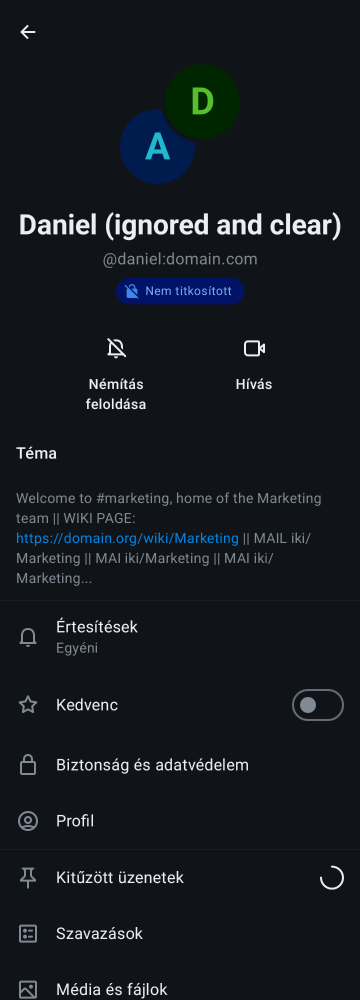 D
A
Daniel (ignored and clear)
@daniel:domain.com
Nem titkosított
Némítás
feloldása
Hívás
Téma
Welcome to #marketing, home of the Marketing
team || WIKI PAGE:
https://domain.org/wiki/Marketing || MAIL iki/
Marketing || MAI iki/Marketing || MAI iki/
Marketing...
Értesítések
Egyéni
Kedvenc
Biztonság és adatvédelem
Profil
Kitűzött üzenetek
Szavazások
Média és fájlok